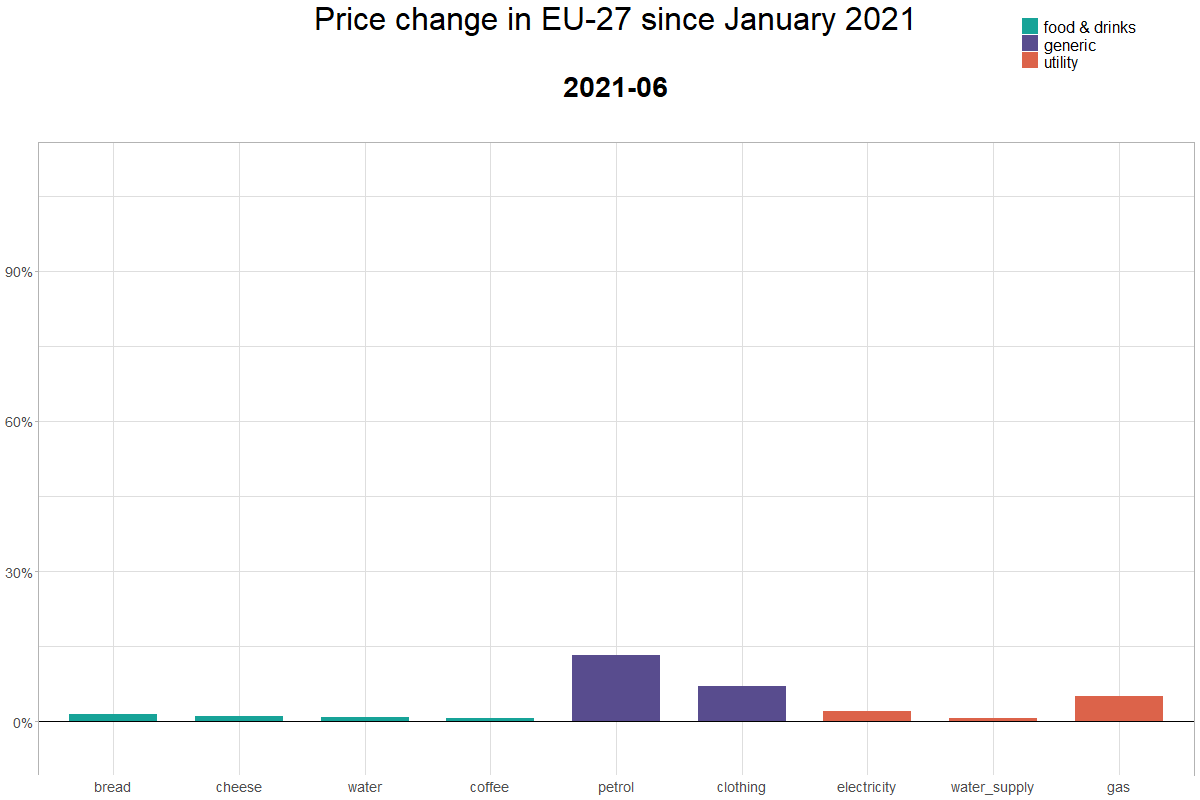 Price change in EU-27 since January 2021
food & drinks
generic
utility
2021-06
90%
60%
30%
0%
bread cheese water coffee petrol clothing electricity water_supply gas